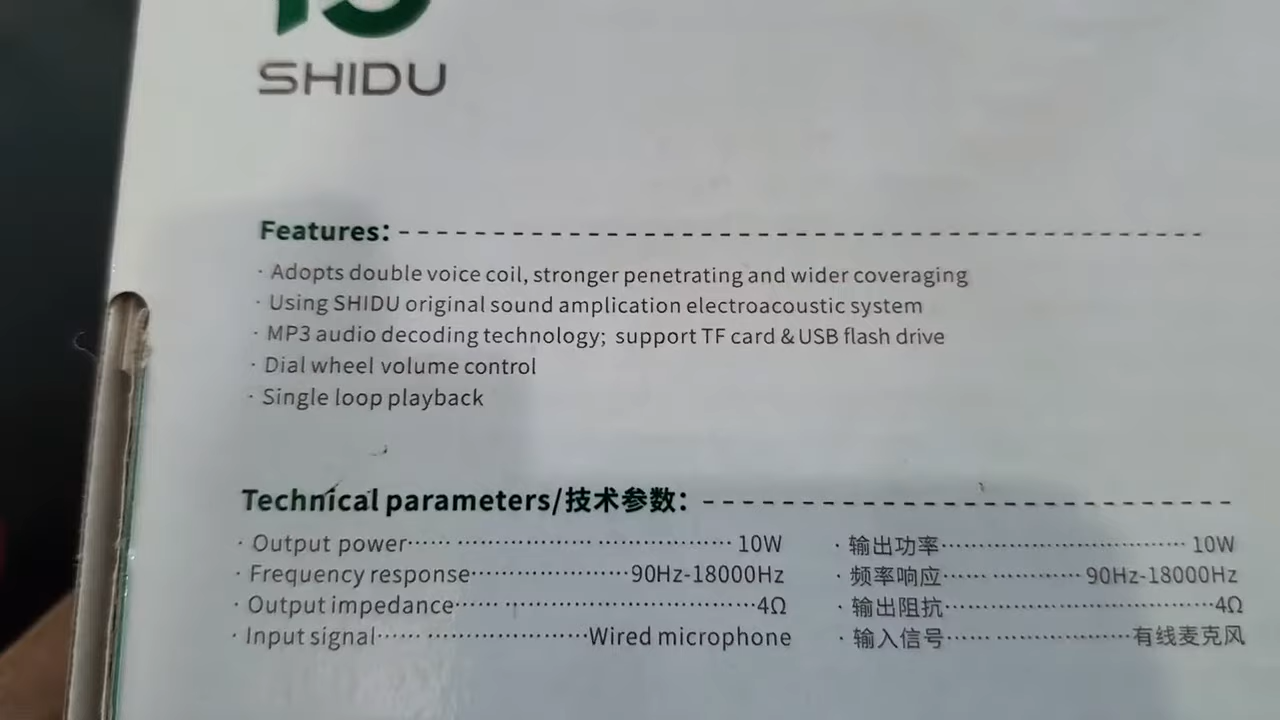 SHIDU
Features:
· Adopts double voice coil, stronger penetrating and wider coveraging
· Using SHIDU original sound amplication electroacoustic system
· MP3 audio decoding technology; support TF card & USB flash drive
· Dial wheel volume control
· Single loop playback
Technical parameters/技术参数:
· Output power 10W
· Frequency response 90Hz-18000Hz
· Output impedance 4Ω
· Input signal Wired microphone
· 输出功率 10W
· 频率响应 90Hz-18000Hz
· 输出阻抗 4Ω
· 输入信号 有线麦克风